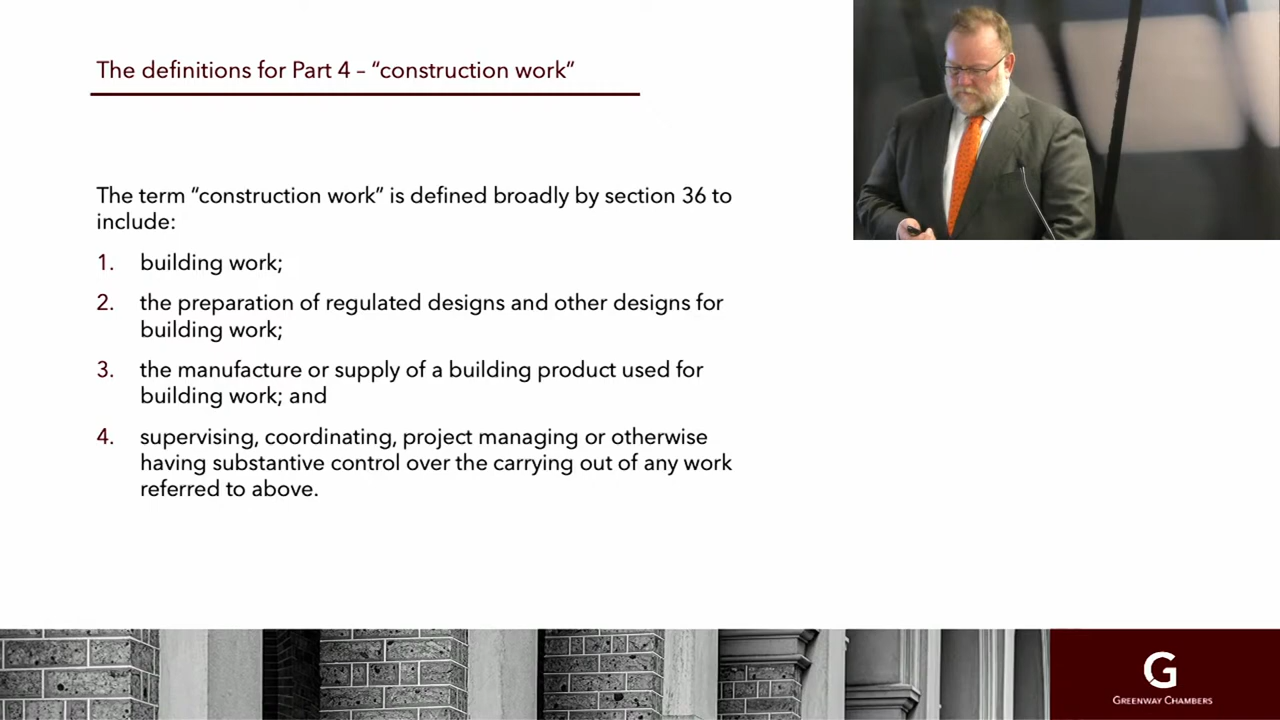 The definitions for Part 4 – “construction work”
The term “construction work” is defined broadly by section 36 to
include:
1. building work;
2. the preparation of regulated designs and other designs for
building work;
3. the manufacture or supply of a building product used for
building work; and
4. supervising, coordinating, project managing or otherwise
having substantive control over the carrying out of any work
referred to above.
G
GREENWAY CHAMBERS